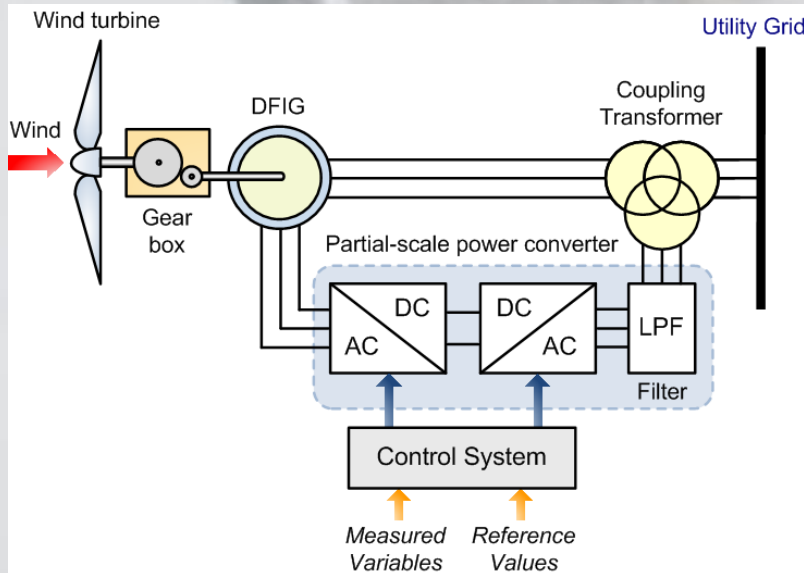 Wind turbine
Utility Grid
DFIG
Coupling
Transformer
Wind
Gear
box
Partial-scale power converter
DC
DC
AC
AC
LPF
Filter
Control System
Measured
Variables
Reference
Values